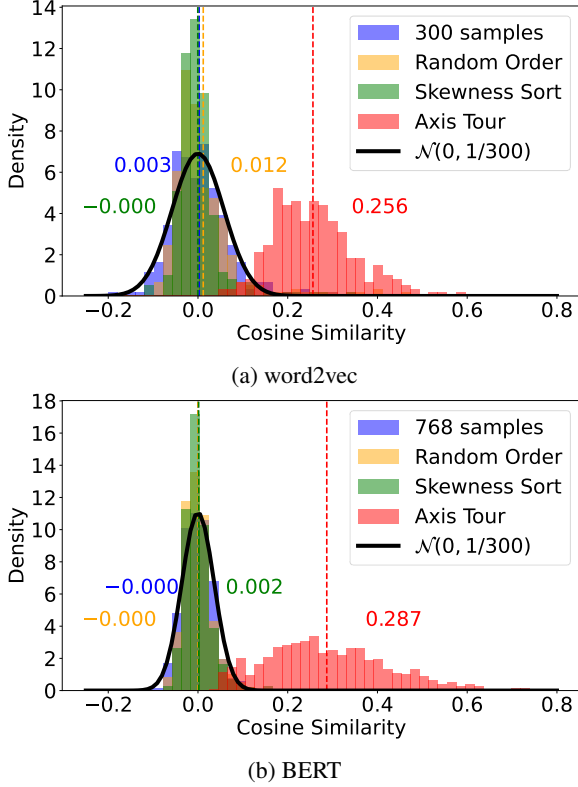 14
12
10
8
6
4
2
0
Density
300 samples
Random Order
Skewness Sort
Axis Tour
𝒩(0, 1/300)
0.003
0.012
−0.000
0.256
−0.2
0.0
0.2
0.4
0.6
0.8
Cosine Similarity
(a) word2vec
18
16
14
12
10
8
6
4
2
0
Density
768 samples
Random Order
Skewness Sort
Axis Tour
𝒩(0, 1/300)
−0.000
0.002
−0.000
0.287
−0.2
0.0
0.2
0.4
0.6
0.8
Cosine Similarity
(b) BERT